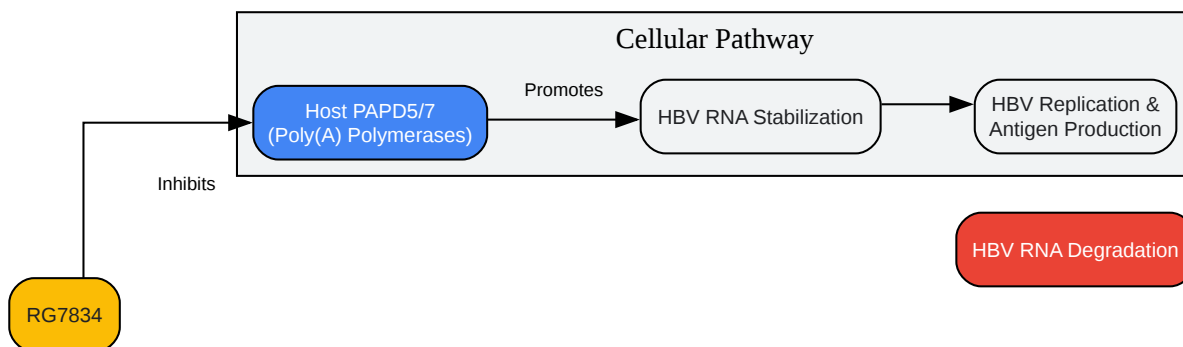 Cellular Pathway
Host PAPD5/7
(Poly(A) Polymerases)
Promotes
HBV RNA Stabilization
HBV Replication &
Antigen Production
Inhibits
HBV RNA Degradation
RG7834